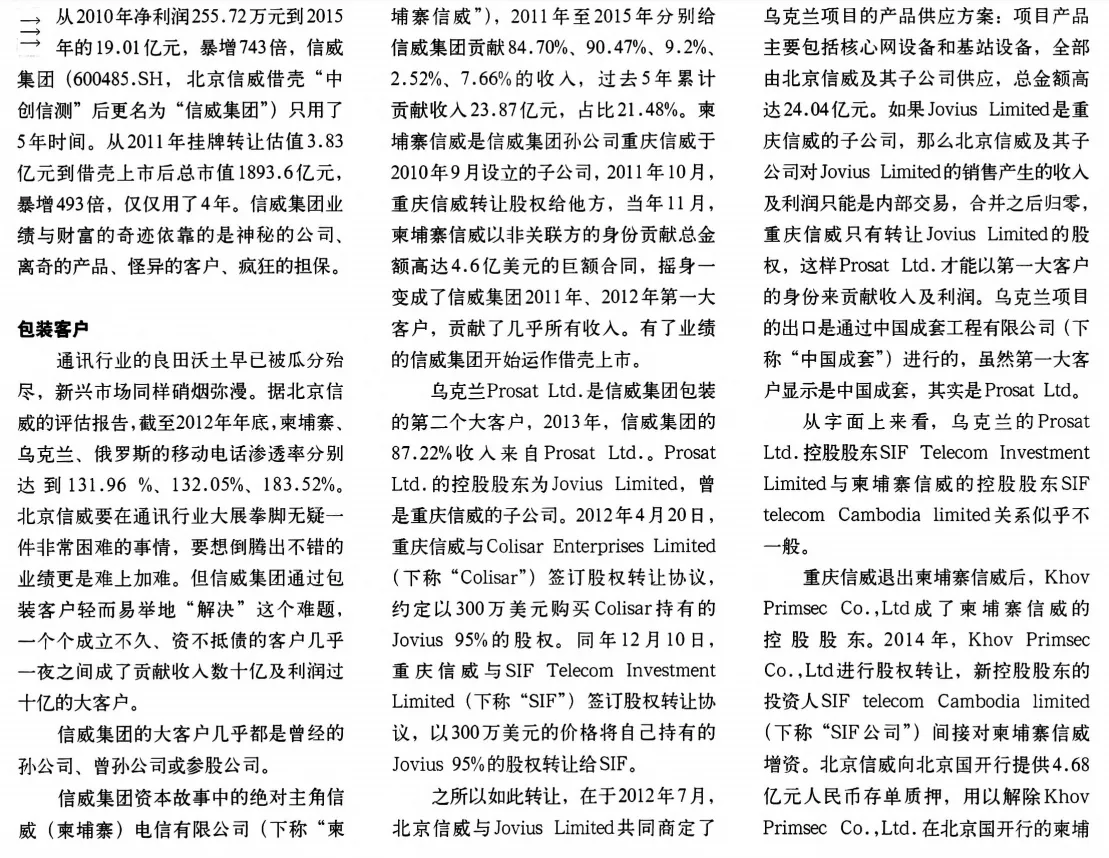 从2010年净利润255.72万元到2015
年的19.01亿元，暴增743倍，信威
集团（600485.SH，北京信威借壳“中
创信测”后更名为“信威集团”）只用了
5年时间。从2011年挂牌转让估值3.83
亿元到借壳上市后总市值1893.6亿元，
暴增493倍，仅仅用了4年。信威集团业
绩与财富的奇迹依靠的是神秘的公司、
离奇的产品、怪异的客户、疯狂的担保。
包装客户
通讯行业的良田沃土早已被瓜分殆
尽，新兴市场同样硝烟弥漫。据北京信
威的评估报告，截至2012年年底，柬埔寨、
乌克兰、俄罗斯的移动电话渗透率分别
达到131.96 %、132.05%、183.52%。
北京信威要在通讯行业大展拳脚无疑一
件非常困难的事情，要想倒腾出不错的
业绩更是难上加难。但信威集团通过包
装客户轻而易举地“解决”这个难题，
一个个成立不久、资不抵债的客户几乎
一夜之间成了贡献收入数十亿及利润过
十亿的大客户。
信威集团的大客户几乎都是曾经的
孙公司、曾孙公司或参股公司。
信威集团资本故事中的绝对主角信
威（柬埔寨）电信有限公司（下称“柬
埔寨信威”），2011年至2015年分别给
信威集团贡献84.70%、90.47%、9.2%、
2.52%、7.66%的收入，过去5年累计
贡献收入23.87亿元，占比21.48%。柬
埔寨信威是信威集团孙公司重庆信威于
2010年9月设立的子公司，2011年10月，
重庆信威转让股权给他方，当年11月，
柬埔寨信威以非关联方的身份贡献总金
额高达4.6亿美元的巨额合同，摇身一
变成了信威集团2011年、2012年第一大
客户，贡献了几乎所有收入。有了业绩
的信威集团开始运作借壳上市。
乌克兰Prosat Ltd.是信威集团包装
的第二个大客户，2013年，信威集团的
87.22%收入来自Prosat Ltd.。Prosat
Ltd.的控股股东为Jovius Limited，曾
是重庆信威的子公司。2012年4月20日，
重庆信威与Colisar Enterprises Limited
（下称“Colisar”）签订股权转让协议，
约定以300万美元购买Colisar持有的
Jovius 95%的股权。同年12月10日，
重庆信威与SIF Telecom Investment
Limited（下称“SIF”）签订股权转让协
议，以300万美元的价格将自己持有的
Jovius 95%的股权转让给SIF。
之所以如此转让，在于2012年7月，
北京信威与Jovius Limited共同商定了
乌克兰项目的产品供应方案：项目产品
主要包括核心网设备和基站设备，全部
由北京信威及其子公司供应，总金额高
达24.04亿元。如果Jovius Limited是重
庆信威的子公司，那么北京信威及其子
公司对Jovius Limited的销售产生的收入
及利润只能是内部交易，合并之后归零，
重庆信威只有转让Jovius Limited的股
权，这样Prosat Ltd.才能以第一大客户
的身份来贡献收入及利润。乌克兰项目
的出口是通过中国成套工程有限公司（下
称“中国成套”）进行的，虽然第一大客
户显示是中国成套，其实是Prosat Ltd。
从字面上来看，乌克兰的Prosat
Ltd.控股股东SIF Telecom Investment
Limited与柬埔寨信威的控股股东SIF
telecom Cambodia limited关系似乎不
一般。
重庆信威退出柬埔寨信威后，Khov
Primsec Co.,Ltd成了柬埔寨信威的
控股股东。2014年，Khov Primsec
Co.,Ltd进行股权转让，新控股股东的
投资人SIF telecom Cambodia limited
（下称“SIF公司”）间接对柬埔寨信威
增资。北京信威向北京国开行提供4.68
亿元人民币存单质押，用以解除Khov
Primsec Co.,Ltd.在北京国开行的柬埔